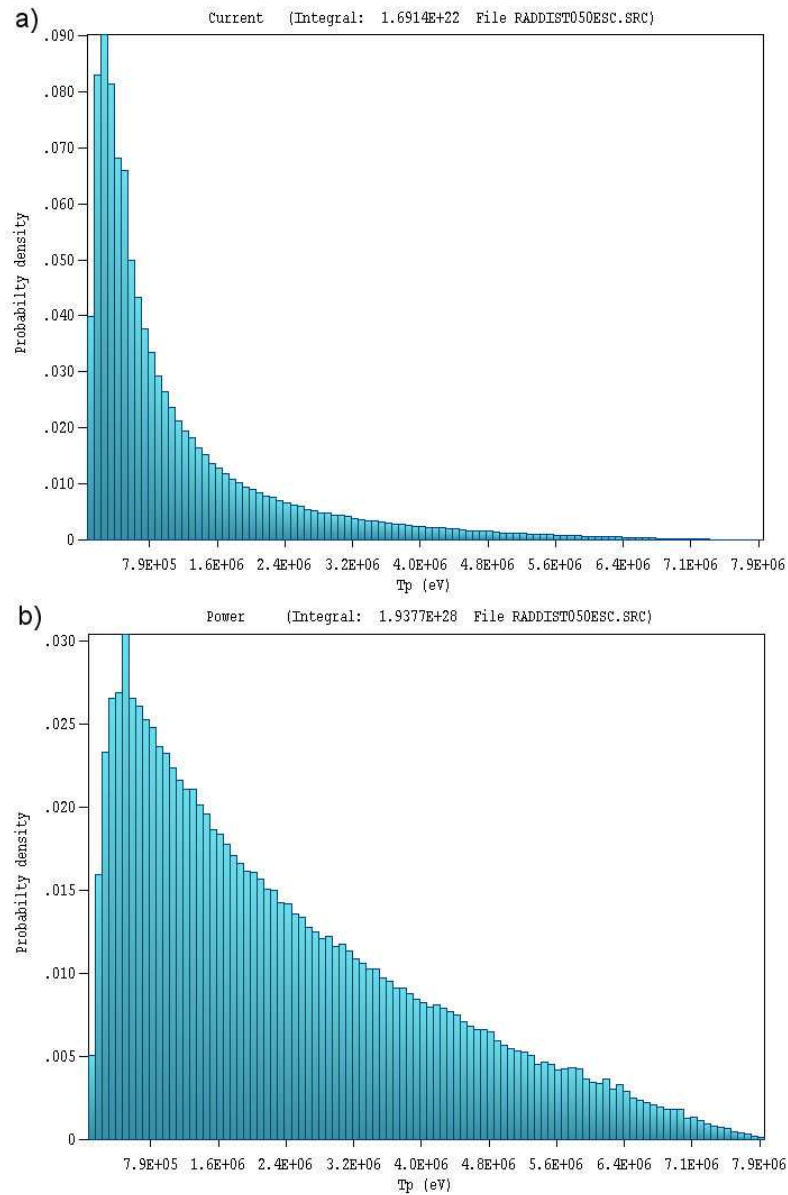 a)
Current (Integral: 1.6914E+22 File RADDIST050ESC.SRC)
.090
.080
.070
.060
.050
.040
.030
.020
.010
0
Probabilty density
7.9E+05 1.6E+06 2.4E+06 3.2E+06 4.0E+06 4.8E+06 5.6E+06 6.4E+06 7.1E+06 7.9E+06
Tp (eV)
b)
Power (Integral: 1.9377E+28 File RADDIST050ESC.SRC)
.030
.025
.020
.015
.010
.005
0
Probabilty density
7.9E+05 1.6E+06 2.4E+06 3.2E+06 4.0E+06 4.8E+06 5.6E+06 6.4E+06 7.1E+06 7.9E+06
Tp (eV)